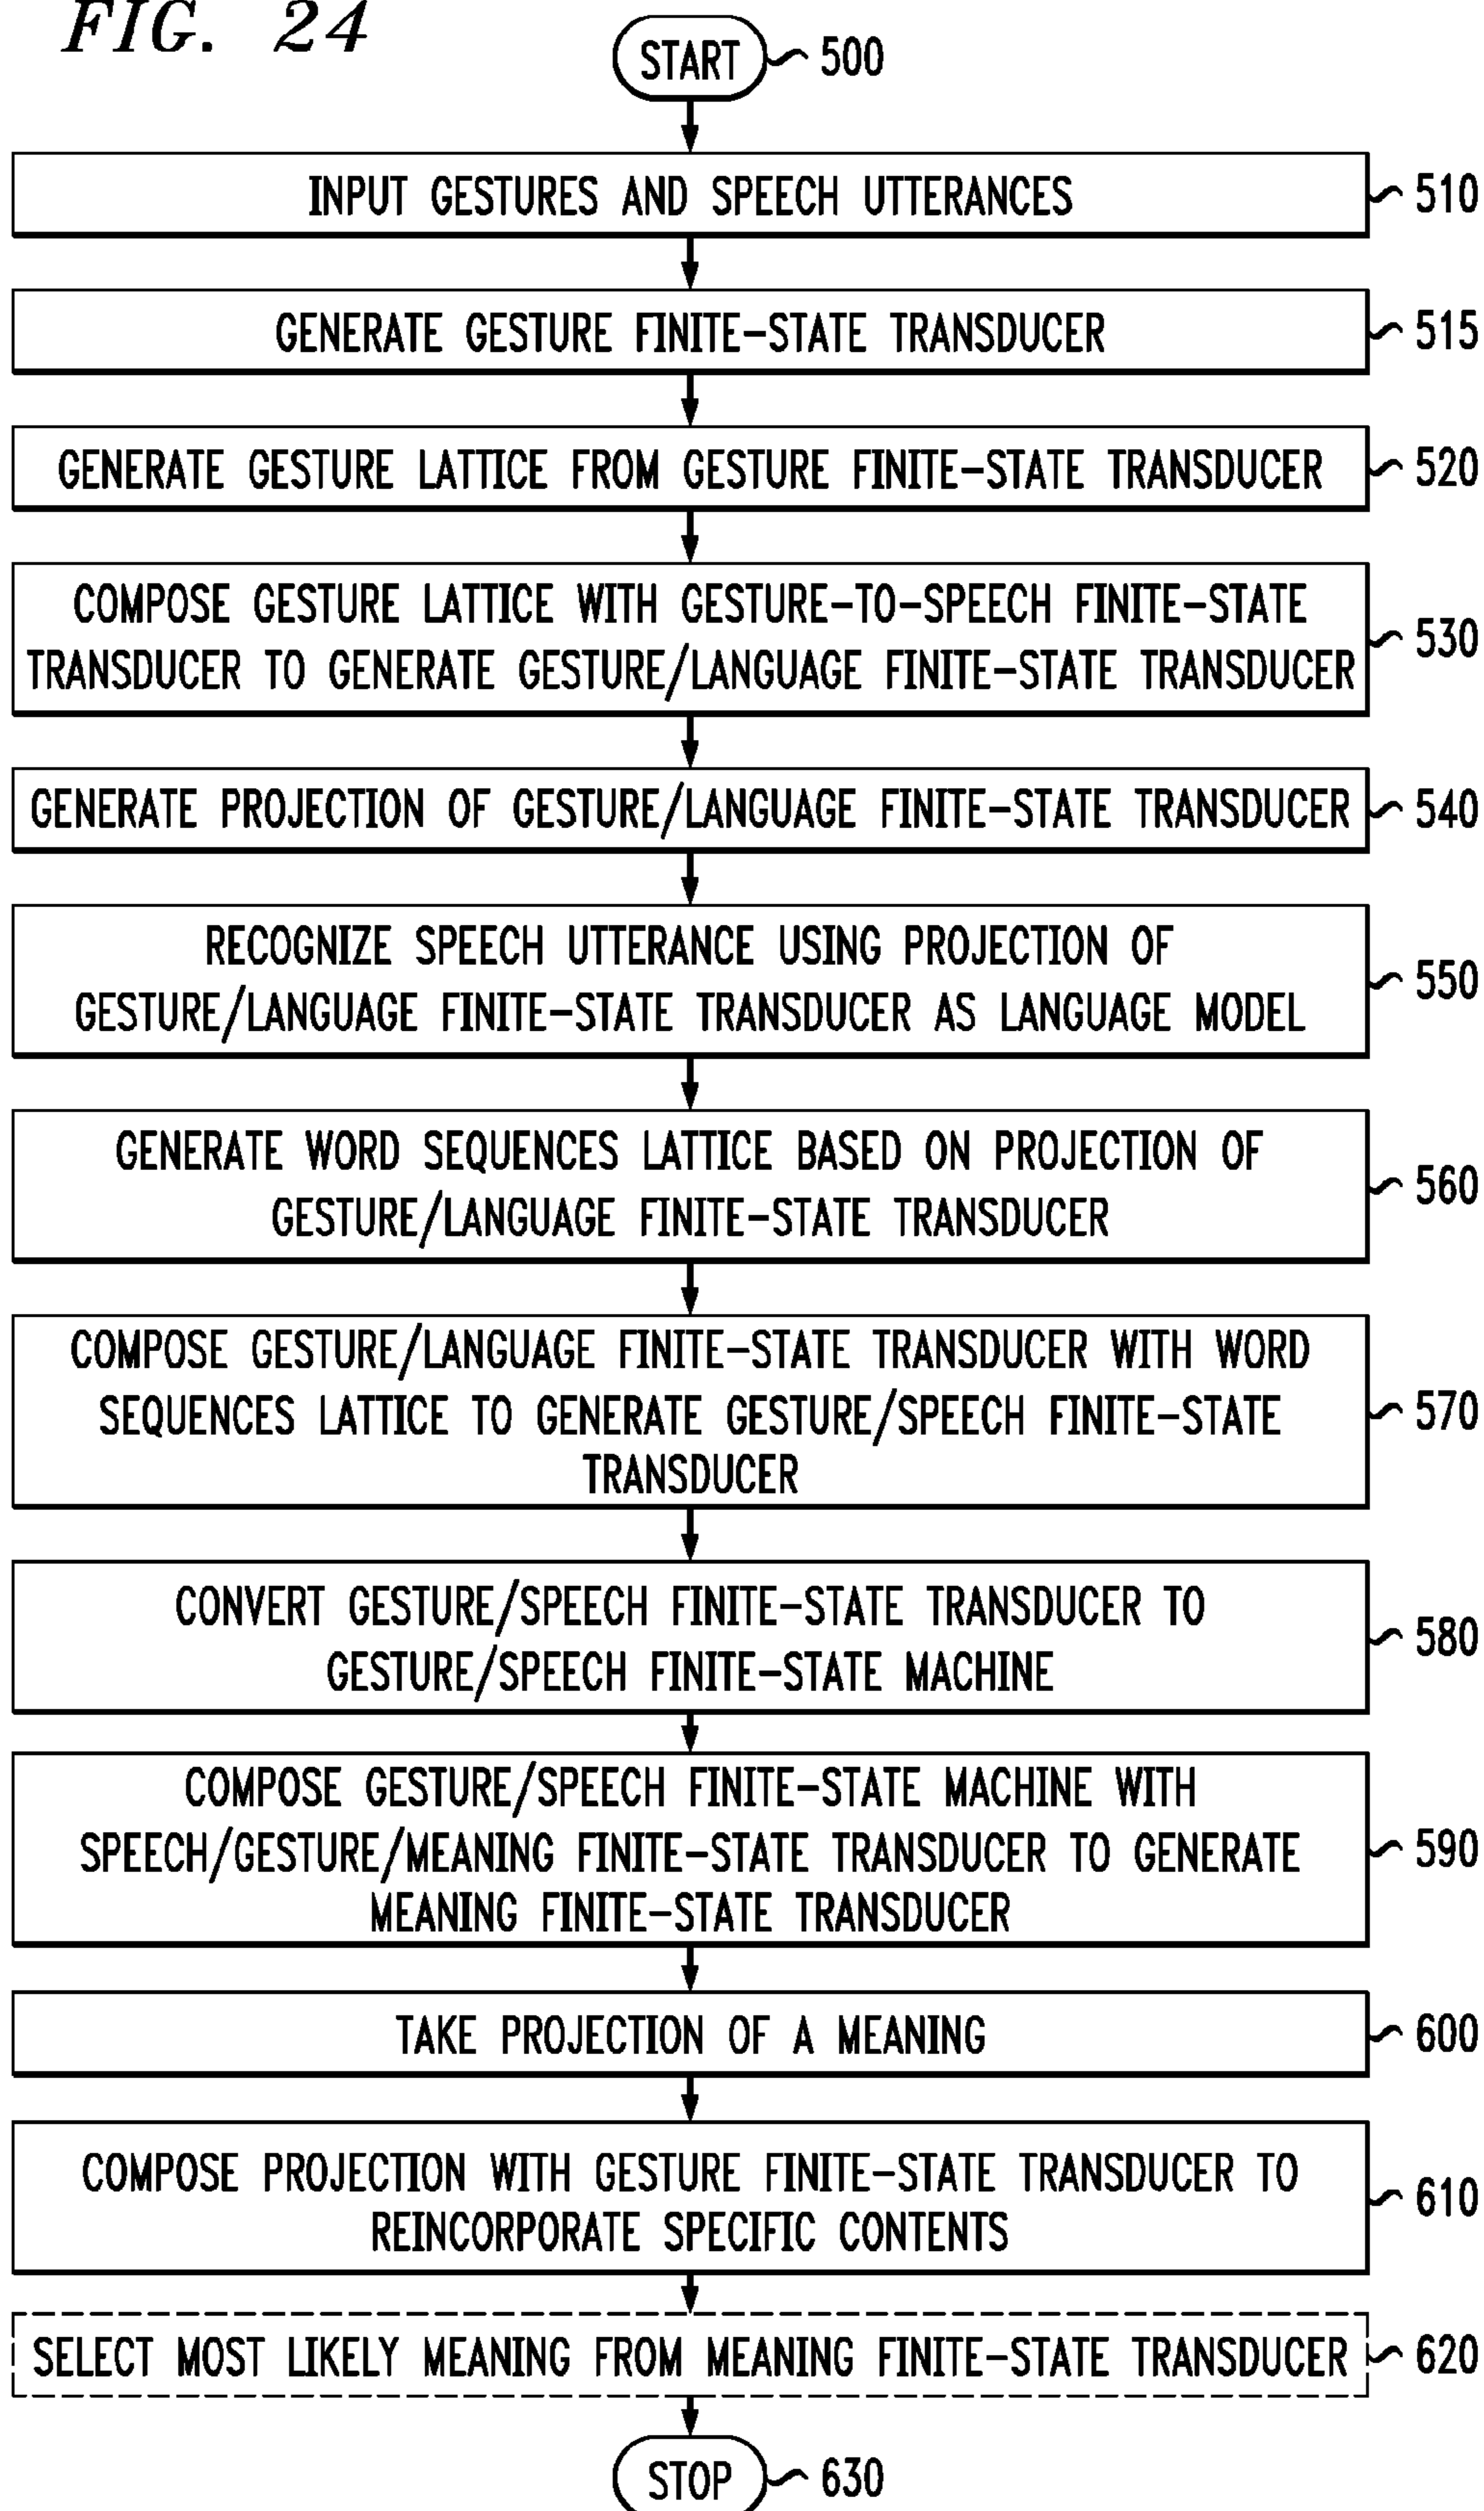 FIG. 24
START 500
INPUT GESTURES AND SPEECH UTTERANCES 510
GENERATE GESTURE FINITE-STATE TRANSDUCER 515
GENERATE GESTURE LATTICE FROM GESTURE FINITE-STATE TRANSDUCER 520
COMPOSE GESTURE LATTICE WITH GESTURE-TO-SPEECH FINITE-STATE
TRANSDUCER TO GENERATE GESTURE/LANGUAGE FINITE-STATE TRANSDUCER
530
GENERATE PROJECTION OF GESTURE/LANGUAGE FINITE-STATE TRANSDUCER 540
RECOGNIZE SPEECH UTTERANCE USING PROJECTION OF
GESTURE/LANGUAGE FINITE-STATE TRANSDUCER AS LANGUAGE MODEL
550
GENERATE WORD SEQUENCES LATTICE BASED ON PROJECTION OF
GESTURE/LANGUAGE FINITE-STATE TRANSDUCER
560
COMPOSE GESTURE/LANGUAGE FINITE-STATE TRANSDUCER WITH WORD
SEQUENCES LATTICE TO GENERATE GESTURE/SPEECH FINITE-STATE
TRANSDUCER
570
CONVERT GESTURE/SPEECH FINITE-STATE TRANSDUCER TO
GESTURE/SPEECH FINITE-STATE MACHINE
580
COMPOSE GESTURE/SPEECH FINITE-STATE MACHINE WITH
SPEECH/GESTURE/MEANING FINITE-STATE TRANSDUCER TO GENERATE
MEANING FINITE-STATE TRANSDUCER
590
TAKE PROJECTION OF A MEANING 600
COMPOSE PROJECTION WITH GESTURE FINITE-STATE TRANSDUCER TO
REINCORPORATE SPECIFIC CONTENTS
610
SELECT MOST LIKELY MEANING FROM MEANING FINITE-STATE TRANSDUCER 620
STOP 630